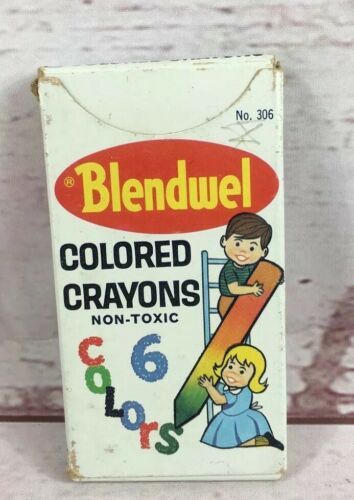 No. 306
® Blendwel
COLORED
CRAYONS
NON-TOXIC
6
COLORS